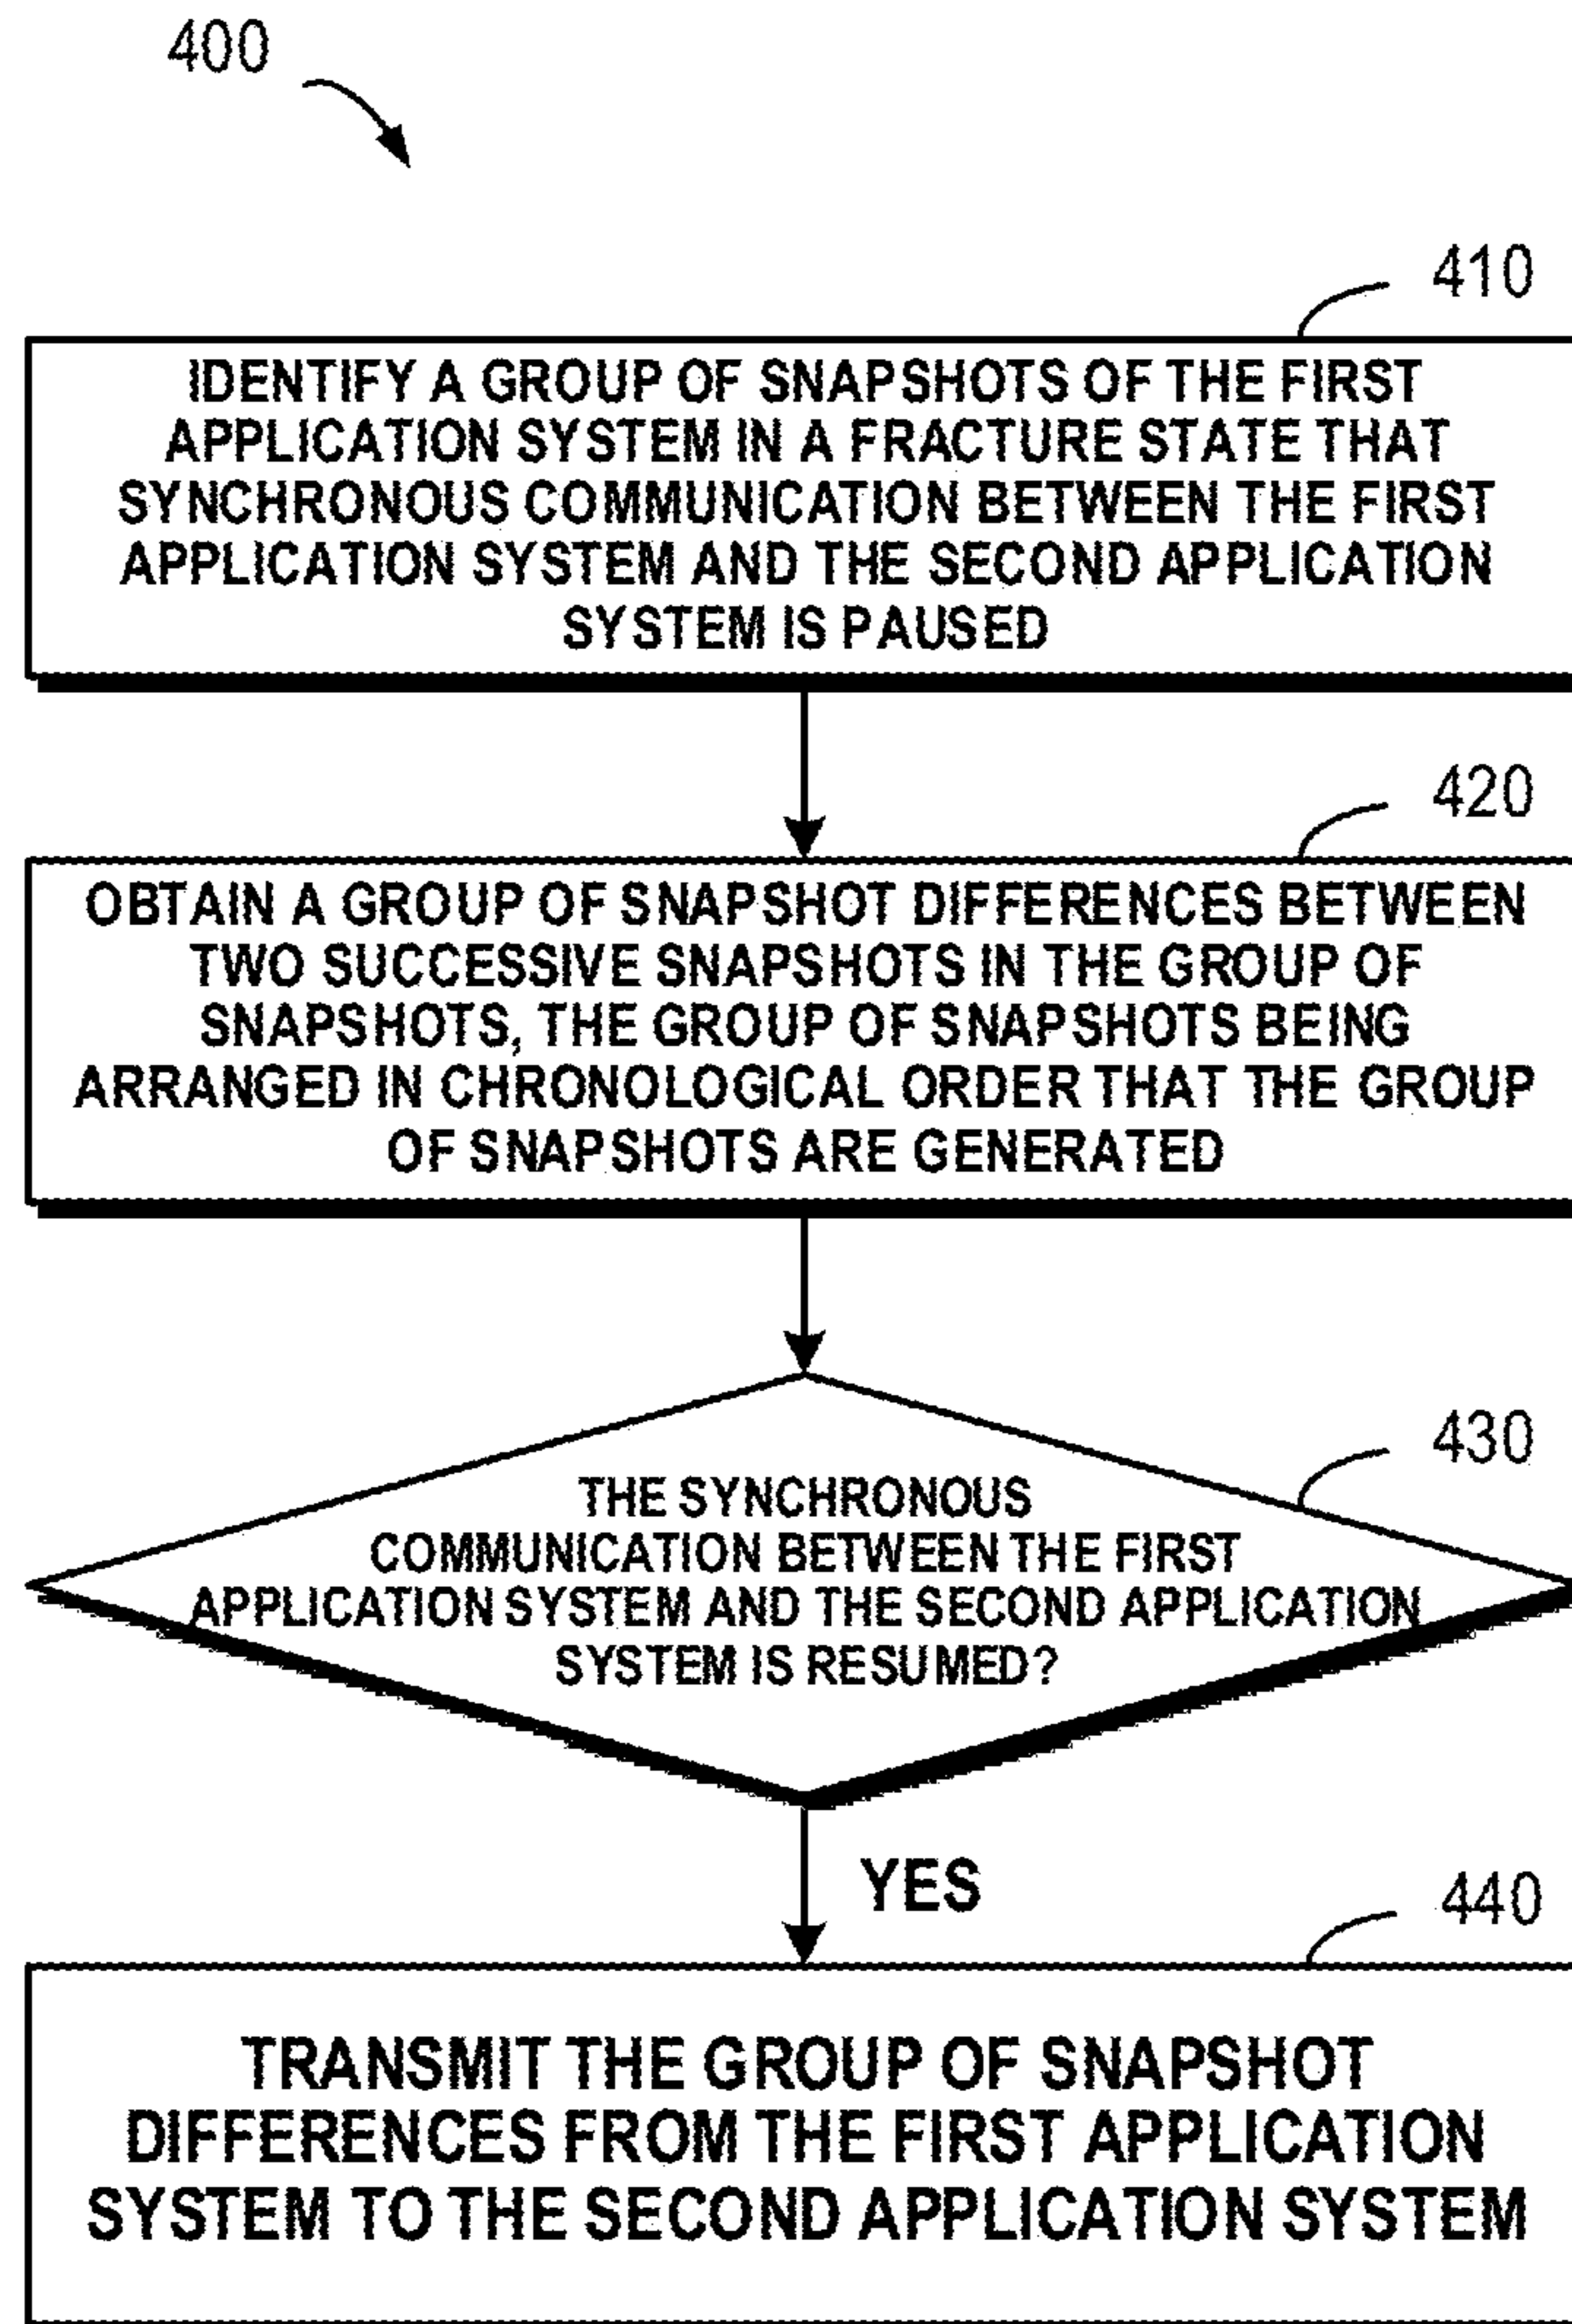 400
410
IDENTIFY A GROUP OF SNAPSHOTS OF THE FIRST
APPLICATION SYSTEM IN A FRACTURE STATE THAT
SYNCHRONOUS COMMUNICATION BETWEEN THE FIRST
APPLICATION SYSTEM AND THE SECOND APPLICATION
SYSTEM IS PAUSED
420
OBTAIN A GROUP OF SNAPSHOT DIFFERENCES BETWEEN
TWO SUCCESSIVE SNAPSHOTS IN THE GROUP OF
SNAPSHOTS, THE GROUP OF SNAPSHOTS BEING
ARRANGED IN CHRONOLOGICAL ORDER THAT THE GROUP
OF SNAPSHOTS ARE GENERATED
430
THE SYNCHRONOUS
COMMUNICATION BETWEEN THE FIRST
APPLICATION SYSTEM AND THE SECOND APPLICATION
SYSTEM IS RESUMED?
YES
440
TRANSMIT THE GROUP OF SNAPSHOT
DIFFERENCES FROM THE FIRST APPLICATION
SYSTEM TO THE SECOND APPLICATION SYSTEM